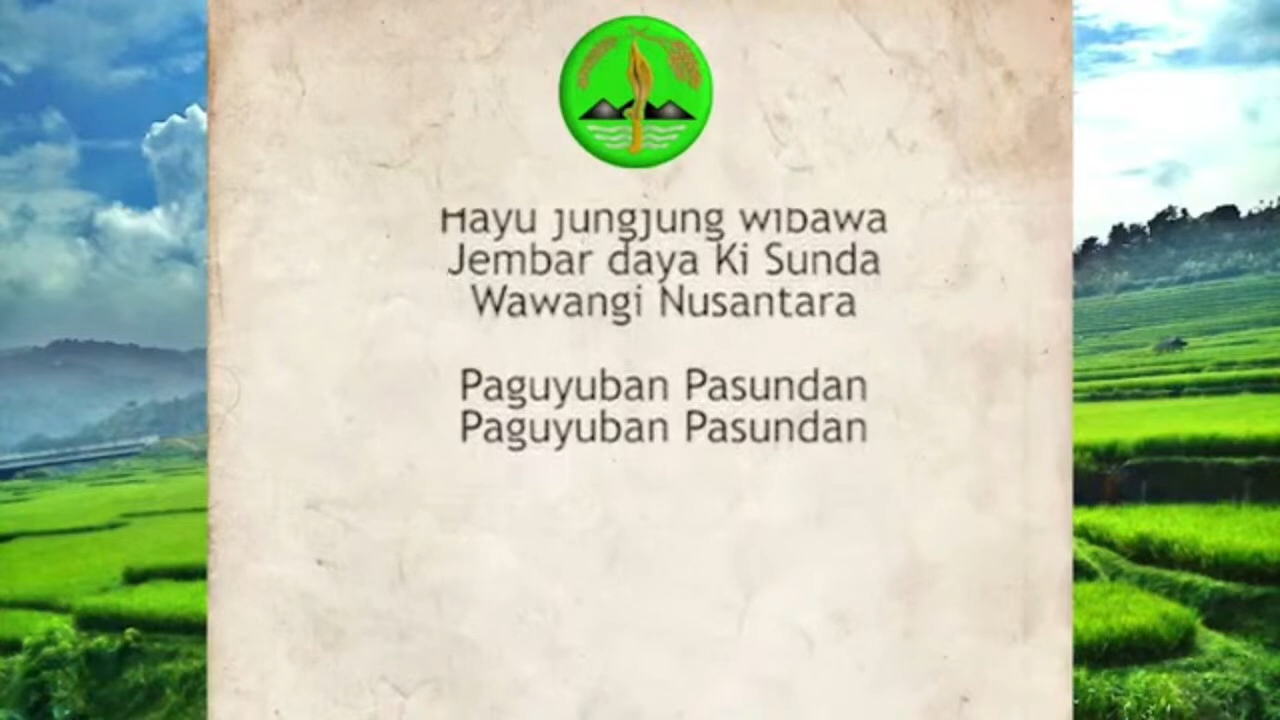 Hayu jungjung wibawa
Jembar daya Ki Sunda
Wawangi Nusantara
Paguyuban Pasundan
Paguyuban Pasundan